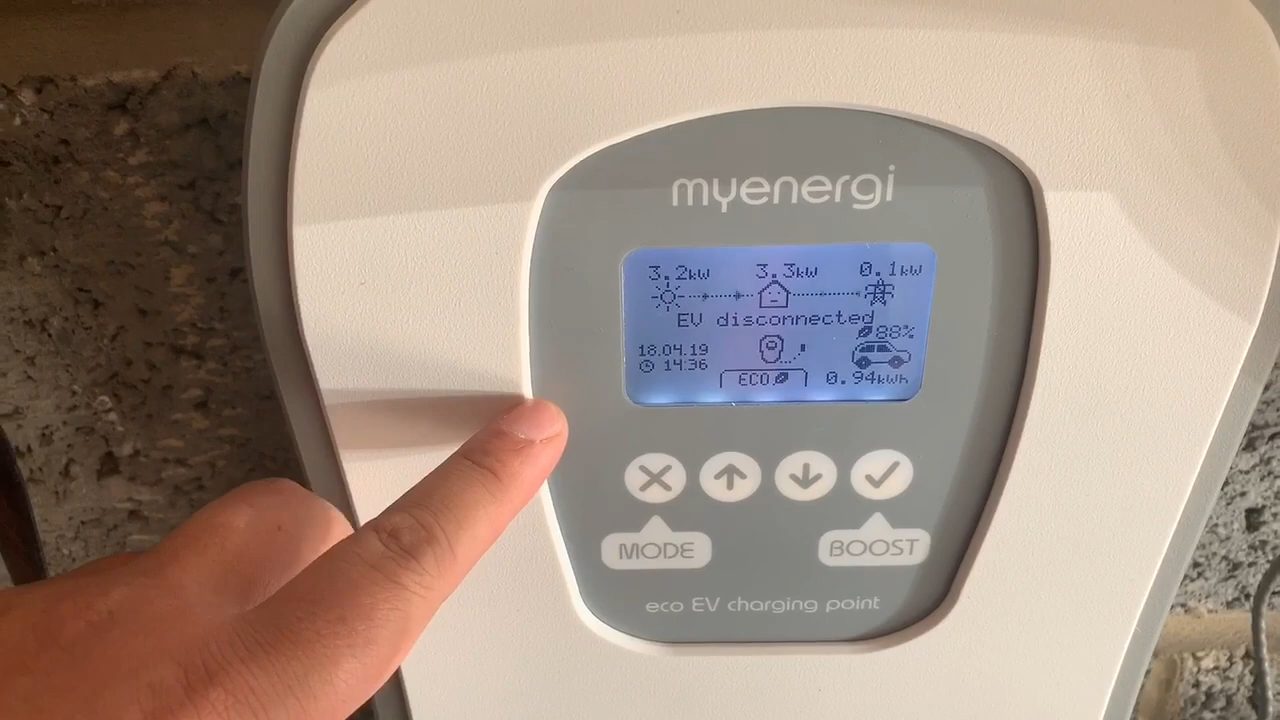 myenergi
3.2kW 3.3kW 0.1kW
EV disconnected
88%
18.04.19
14:36
ECO 0.94kWh
MODE BOOST
eco EV charging point